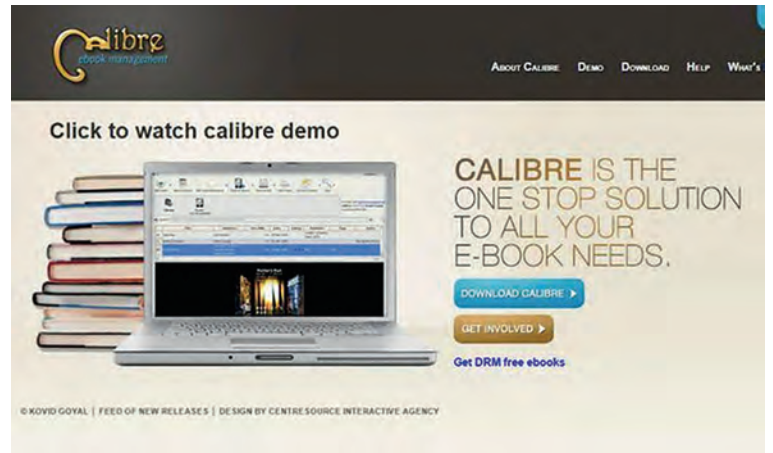 Calibre
ebook management
ABOUT CALIBRE DEMO DOWNLOAD HELP WHAT'S
Click to watch calibre demo
CALIBRE IS THE
ONE STOP SOLUTION
TO ALL YOUR
E-BOOK NEEDS.
DOWNLOAD CALIBRE
GET INVOLVED
Get DRM free ebooks
© KOVID GOYAL | FEED OF NEW RELEASES | DESIGN BY CENTRESOURCE INTERACTIVE AGENCY